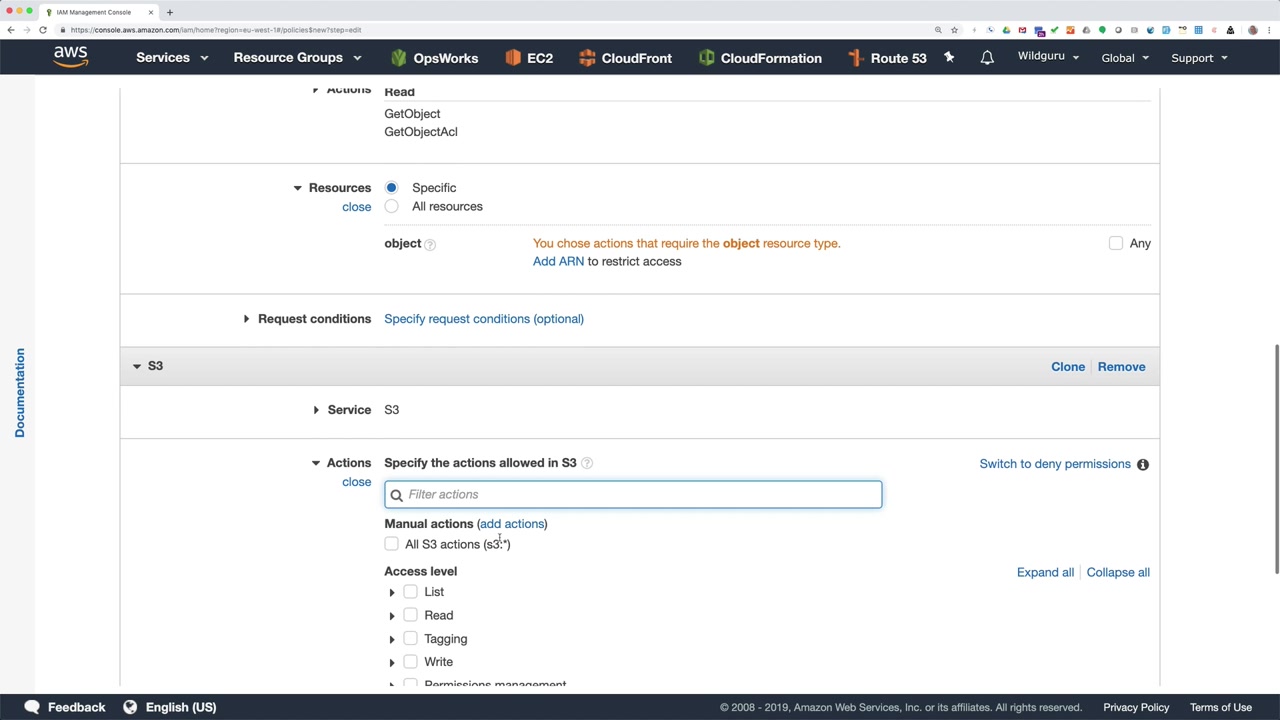 IAM Management Console
https://console.aws.amazon.com/iam/home?region=eu-west-1#/policies$new?step=edit
aws
Services
Resource Groups
OpsWorks
EC2
CloudFront
CloudFormation
Route 53
Wildguru
Global
Support
Actions
Read
GetObject
GetObjectAcl
Resources
Specific
close
All resources
object
You chose actions that require the object resource type.
Any
Add ARN to restrict access
Request conditions
Specify request conditions (optional)
Documentation
S3
Clone
Remove
Service
S3
Actions
Specify the actions allowed in S3
Switch to deny permissions
close
Filter actions
Manual actions (add actions)
All S3 actions (s3:*)
Access level
Expand all
Collapse all
List
Read
Tagging
Write
Permissions management
Feedback
English (US)
© 2008 - 2019, Amazon Web Services, Inc. or its affiliates. All rights reserved.
Privacy Policy
Terms of Use